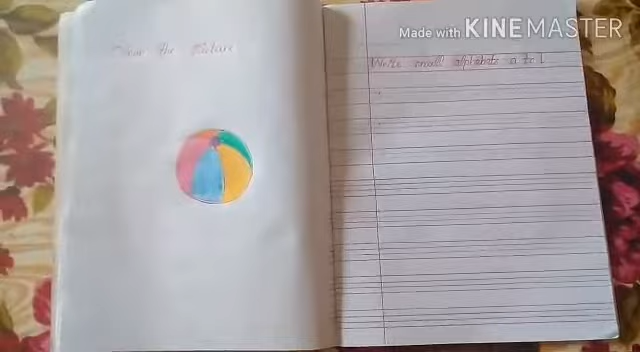 Made with KINEMASTER
Draw the Picture
Write small alphabets a to l